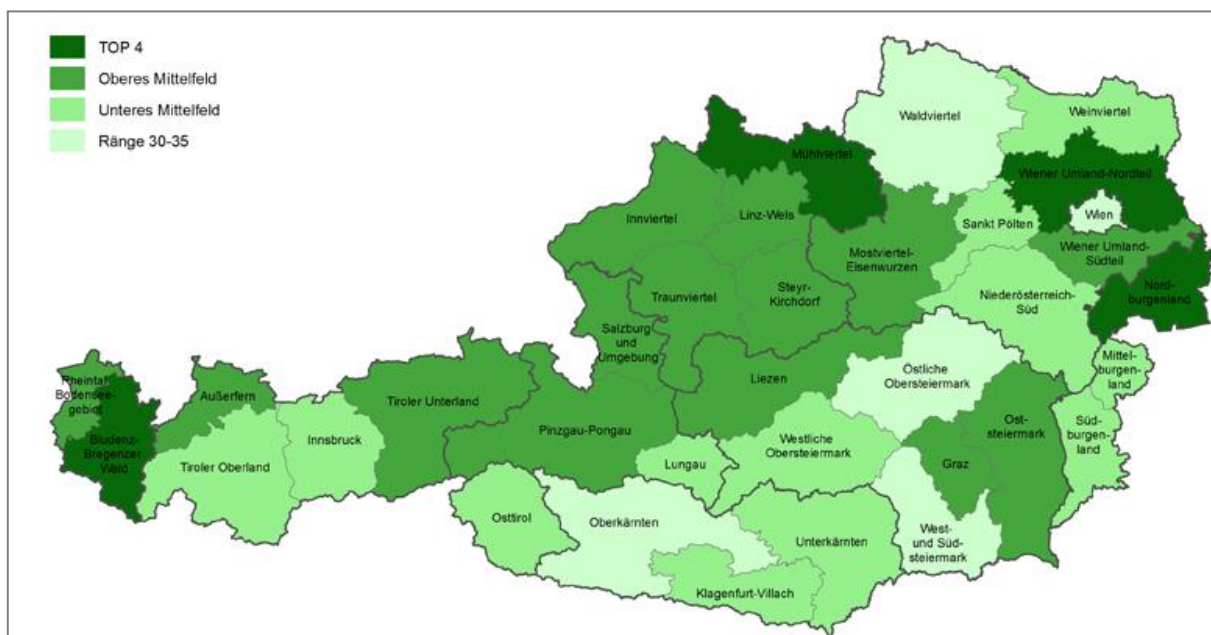 TOP 4
Oberes Mittelfeld
Unteres Mittelfeld
Ränge 30-35
Waldviertel
Weinviertel
Mühlviertel
Wiener Umland-Nordteil
Wien
Innviertel
Linz-Wels
Sankt Pölten
Mostviertel-
Eisenwurzen
Wiener Umland-
Südteil
Nord-
burgenland
Traunviertel
Steyr-
Kirchdorf
Niederösterreich-
Süd
Salzburg
und
Umgebung
Mittel-
burgen-
land
Rheintal-
Bodensee-
gebiet
Außerfern
Tiroler Unterland
Liezen
Östliche
Obersteiermark
Bludenz-
Bregenzer
Wald
Pinzgau-Pongau
Ost-
steiermark
Süd-
burgen-
land
Innsbruck
Tiroler Oberland
Lungau
Westliche
Obersteiermark
Graz
Osttirol
Oberkärnten
Unterkärnten
West-
und Süd-
steiermark
Klagenfurt-Villach